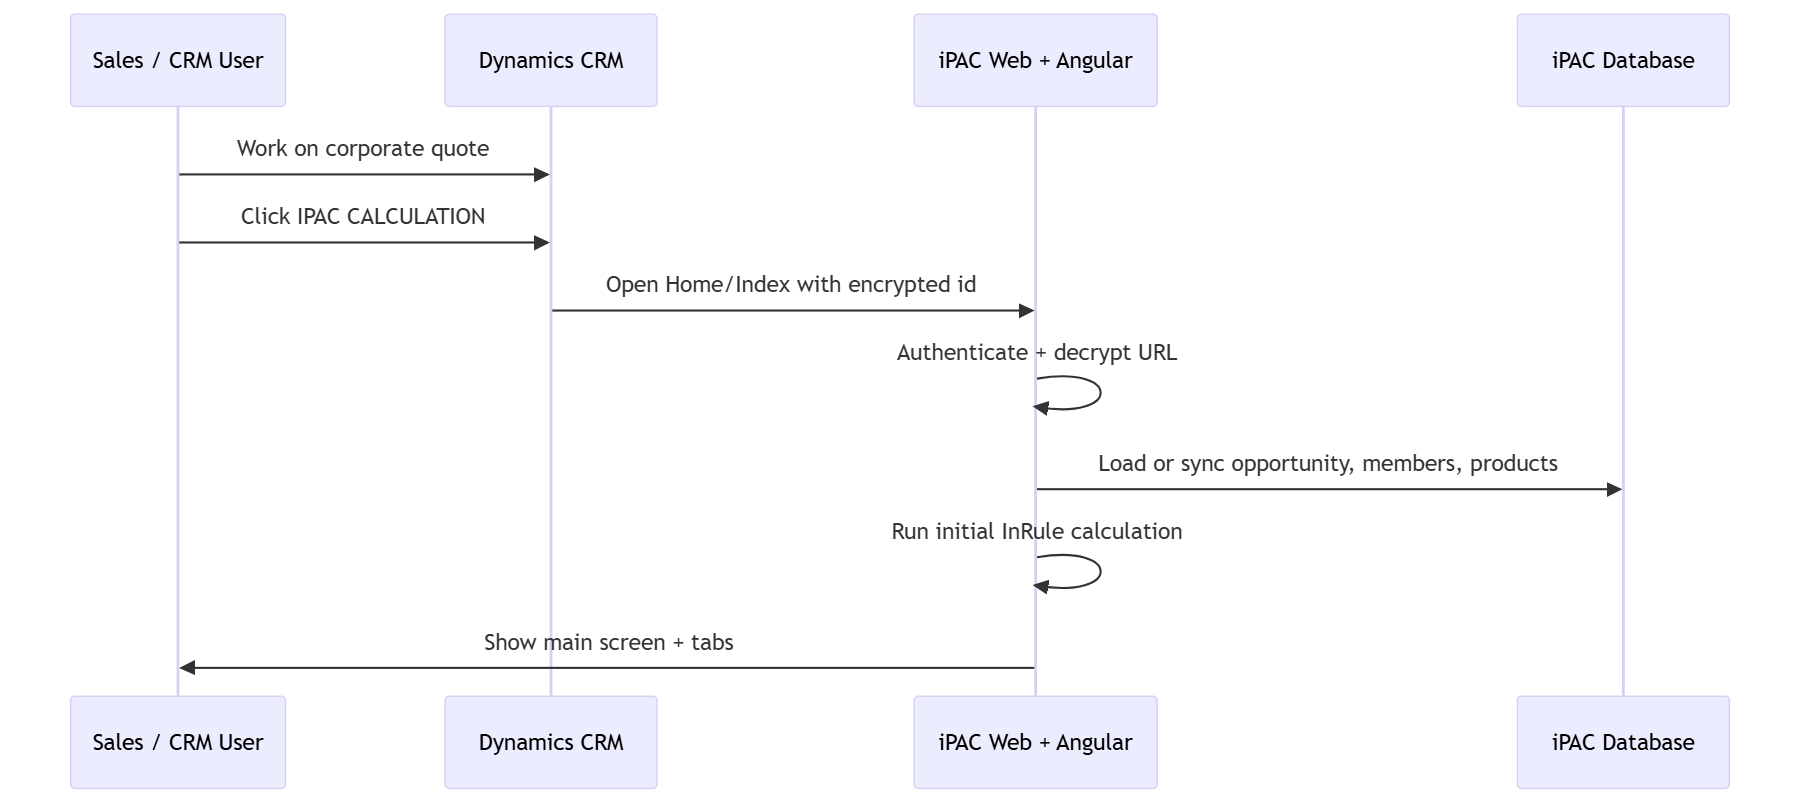 Sales / CRM User
Dynamics CRM
iPAC Web + Angular
iPAC Database
Work on corporate quote
Click IPAC CALCULATION
Open Home/Index with encrypted id
Authenticate + decrypt URL
Load or sync opportunity, members, products
Run initial InRule calculation
Show main screen + tabs
Sales / CRM User
Dynamics CRM
iPAC Web + Angular
iPAC Database